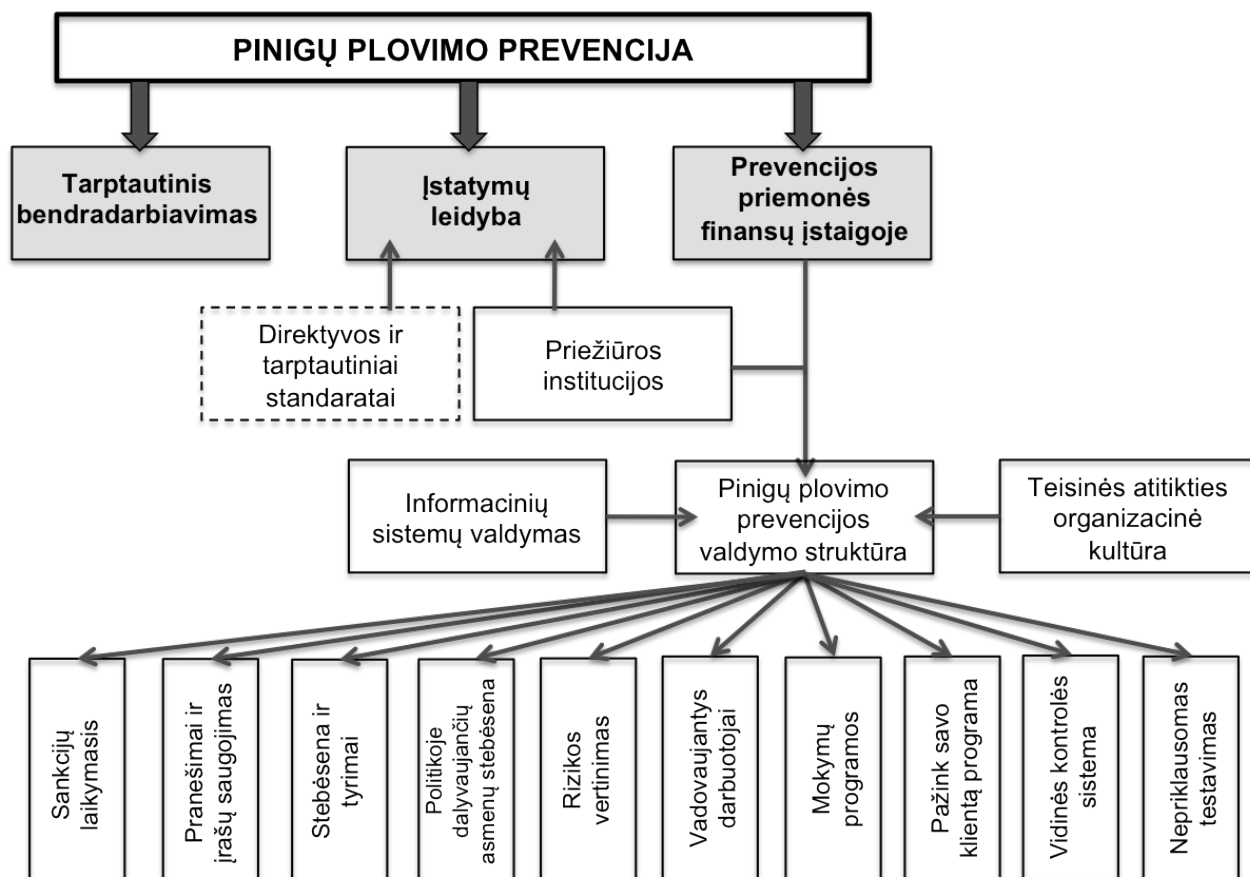 PINIGŲ PLOVIMO PREVENCIJA
Tarptautinis
bendradarbiavimas
Įstatymų
leidyba
Prevencijos
priemonės
finansų įstaigoje
Direktyvos ir
tarptautiniai
standaratai
Priežiūros
institucijos
Informacinių
sistemų valdymas
Pinigų plovimo
prevencijos
valdymo struktūra
Teisinės atitikties
organizacinė
kultūra
Sankcijų
laikymasis
Pranešimai ir
įrašų saugojimas
Stebėsena ir
tyrimai
Politikoje
dalyvaujančių
asmenų stebėsena
Rizikos
vertinimas
Vadovaujantys
darbuotojai
Mokymų
programos
Pažink savo
klientą programa
Vidinės kontrolės
sistema
Nepriklausomas
testavimas